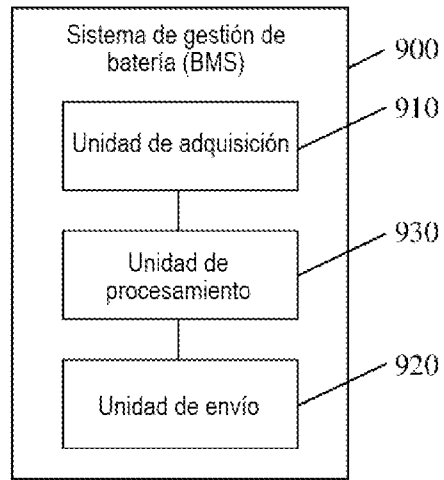 Sistema de gestión de
batería (BMS)
900
910
Unidad de adquisición
930
Unidad de
procesamiento
920
Unidad de envío